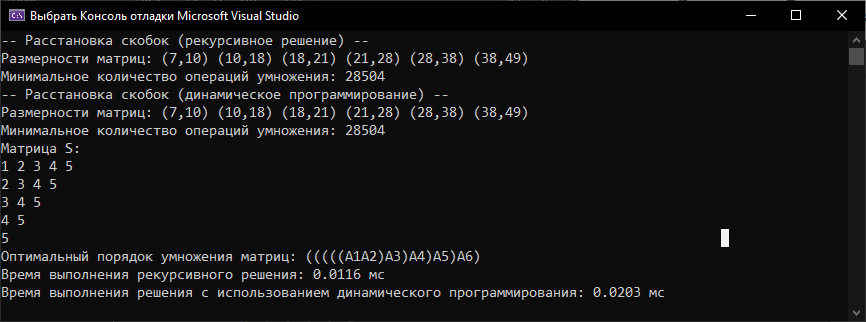 Выбрать Консоль отладки Microsoft Visual Studio
-- Расстановка скобок (рекурсивное решение) --
Размерности матриц: (7,10) (10,18) (18,21) (21,28) (28,38) (38,49)
Минимальное количество операций умножения: 28504
-- Расстановка скобок (динамическое программирование) --
Размерности матриц: (7,10) (10,18) (18,21) (21,28) (28,38) (38,49)
Минимальное количество операций умножения: 28504
Матрица S:
1 2 3 4 5
2 3 4 5
3 4 5
4 5
5
Оптимальный порядок умножения матриц: (((((A1A2)A3)A4)A5)A6)
Время выполнения рекурсивного решения: 0.0116 мс
Время выполнения решения с использованием динамического программирования: 0.0203 мс